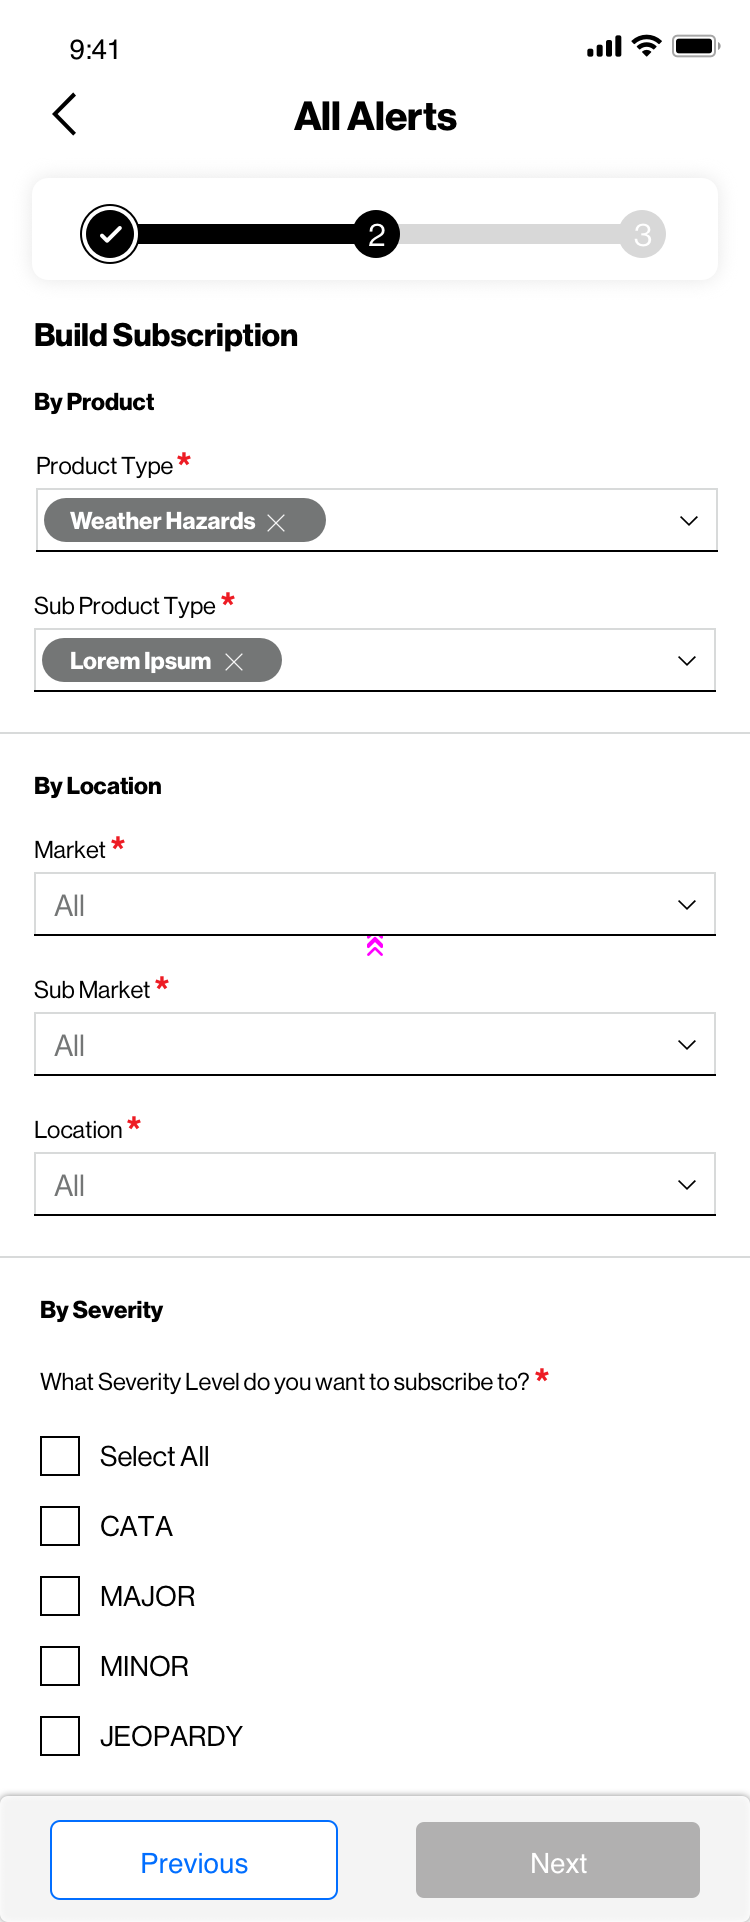 9:41
All Alerts
2
3
Build Subscription
By Product
Product Type *
Weather Hazards
Sub Product Type *
Lorem Ipsum
By Location
Market *
All
Sub Market *
All
Location *
All
By Severity
What Severity Level do you want to subscribe to? *
Select All
CATA
MAJOR
MINOR
JEOPARDY
Previous Next